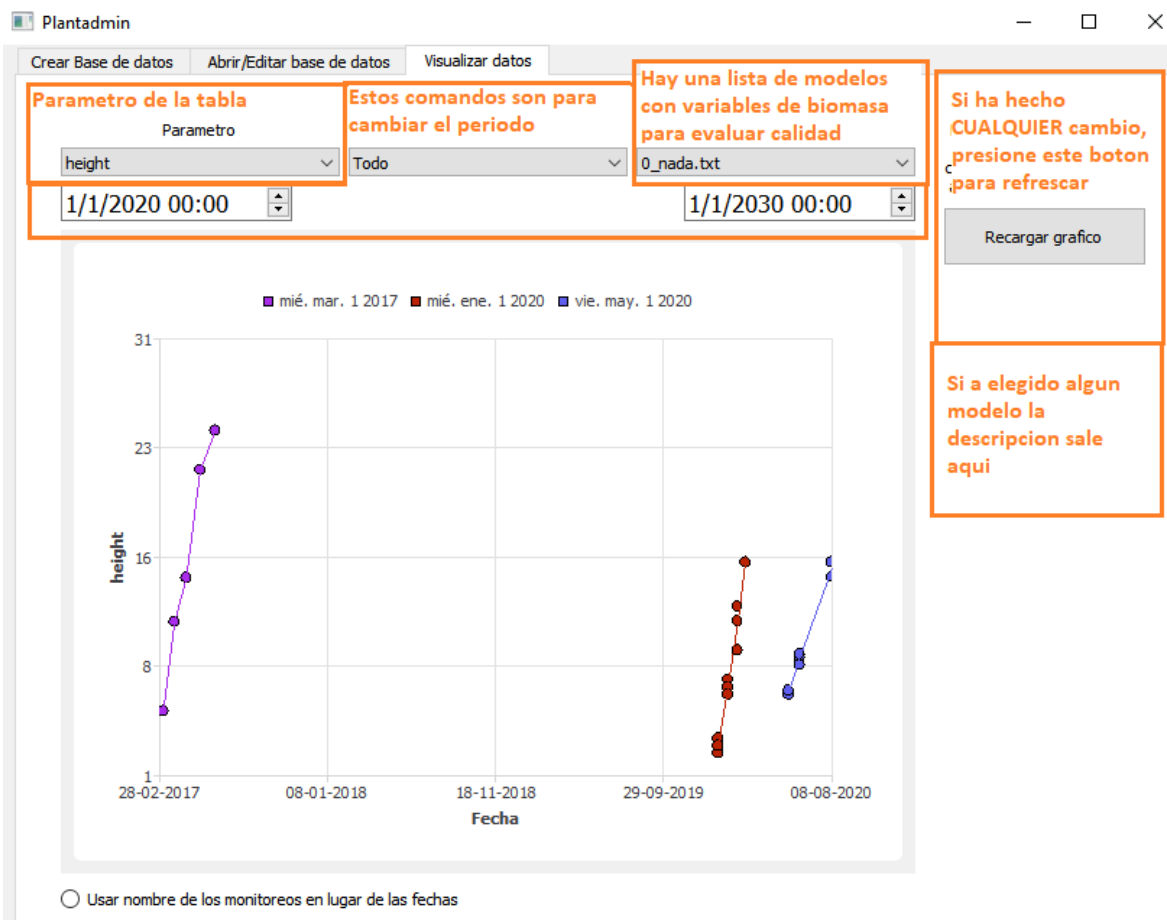 Plantadmin
Crear Base de datos
Abrir/Editar base de datos
Visualizar datos
Parametro de la tabla
Parametro
height
Estos comandos son para
cambiar el periodo
Todo
Hay una lista de modelos
con variables de biomasa
para evaluar calidad
0_nada.txt
1/1/2020 00:00
1/1/2030 00:00
Si ha hecho
CUALQUIER cambio,
presione este boton
para refrescar
Recargar grafico
Si a elegido algun
modelo la
descripcion sale
aqui
mié. mar. 1 2017
mié. ene. 1 2020
vie. may. 1 2020
31
23
16
8
1
height
28-02-2017
08-01-2018
18-11-2018
29-09-2019
08-08-2020
Fecha
Usar nombre de los monitoreos en lugar de las fechas